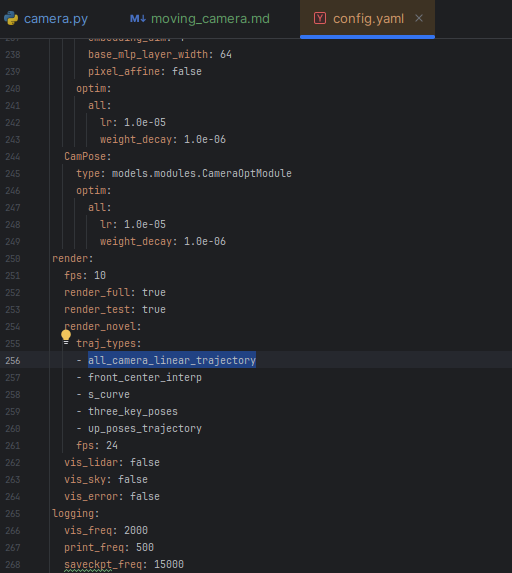 camera.py moving_camera.md config.yaml
239
238 base_mlp_layer_width: 64
239 pixel_affine: false
240 optim:
241 all:
242 lr: 1.0e-05
243 weight_decay: 1.0e-06
244 CamPose:
245 type: models.modules.CameraOptModule
246 optim:
247 all:
248 lr: 1.0e-05
249 weight_decay: 1.0e-06
250 render:
251 fps: 10
252 render_full: true
253 render_test: true
254 render_novel:
255 traj_types:
256 - all_camera_linear_trajectory
257 - front_center_interp
258 - s_curve
259 - three_key_poses
260 - up_poses_trajectory
261 fps: 24
262 vis_lidar: false
263 vis_sky: false
264 vis_error: false
265 logging:
266 vis_freq: 2000
267 print_freq: 500
268 saveckpt_freq: 15000